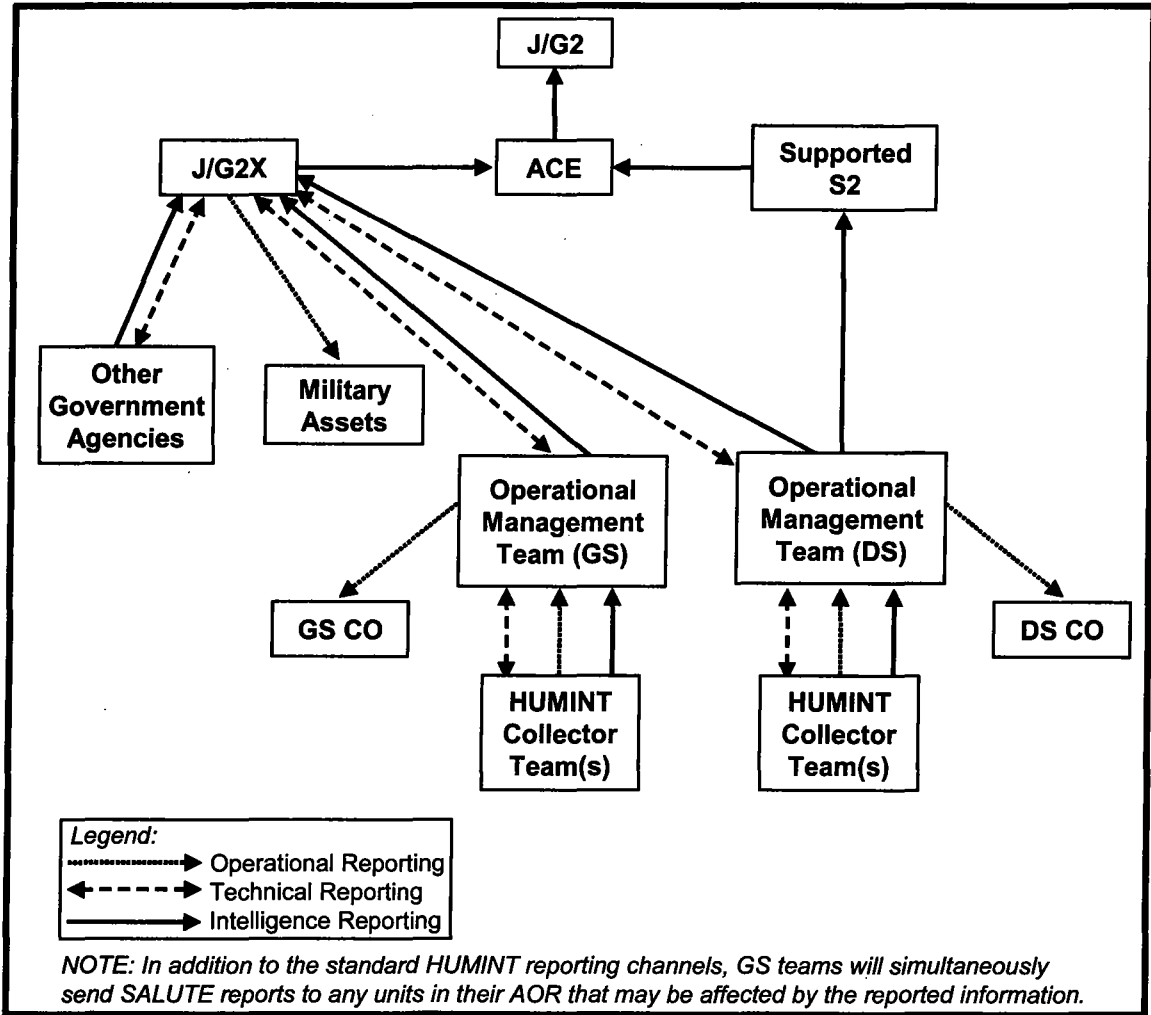 J/G2
J/G2X
ACE
Supported
S2
Other
Government
Agencies
Military
Assets
Operational
Management
Team (GS)
Operational
Management
Team (DS)
GS CO
DS CO
HUMINT
Collector
Team(s)
HUMINT
Collector
Team(s)
Legend:
Operational Reporting
Technical Reporting
Intelligence Reporting
NOTE: In addition to the standard HUMINT reporting channels, GS teams will simultaneously
send SALUTE reports to any units in their AOR that may be affected by the reported information.